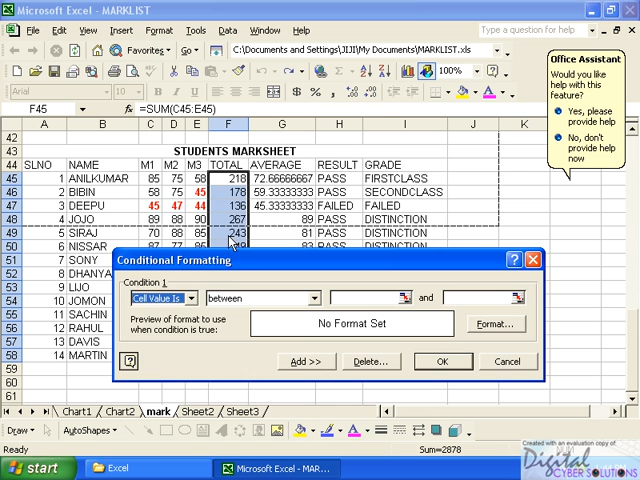 Microsoft Excel - MARKLIST
File Edit View Insert Format Tools Data Window Help
Type a question for help
Favorites Go C:\Documents and Settings\JIJI\My Documents\MARKLIST.xls
100%
Arial 10 B I U
F45 =SUM(C45:E45)
A B C D E F G H I J K
42
43 STUDENTS MARKSHEET
44 SLNO NAME M1 M2 M3 TOTAL AVERAGE RESULT GRADE
45 1 ANILKUMAR 85 75 58 218 72.66666667 PASS FIRSTCLASS
46 2 BIBIN 75 58 45 178 59.33333333 PASS SECONDCLASS
47 3 DEEPU 45 47 44 136 45.33333333 FAILED FAILED
48 4 JOJO 89 88 90 267 89 PASS DISTINCTION
49 5 SIRAJ 70 88 85 243 81 PASS DISTINCTION
50 6 NISSAR 83 PASS DISTINCTION
51 7 SONY
52 8 DHANYA
53 9 LIJO
54 10 JOMON
55 11 SACHIN
56 12 RAHUL
57 13 DAVIS
58 14 MARTIN
59
60
61
Office Assistant
Would you like
help with this
feature?
Yes, please
provide help
No, don't
provide help
now
Conditional Formatting
Condition 1
Cell Value Is between and
Preview of format to use
when condition is true:
No Format Set
Format...
Add >> Delete... OK Cancel
Chart1 Chart2 mark Sheet2 Sheet3
Draw AutoShapes
Ready Sum=2878
Created with an evaluation copy of
Digital
CYBER SOLUTIONS
start Excel Microsoft Excel - MAR...